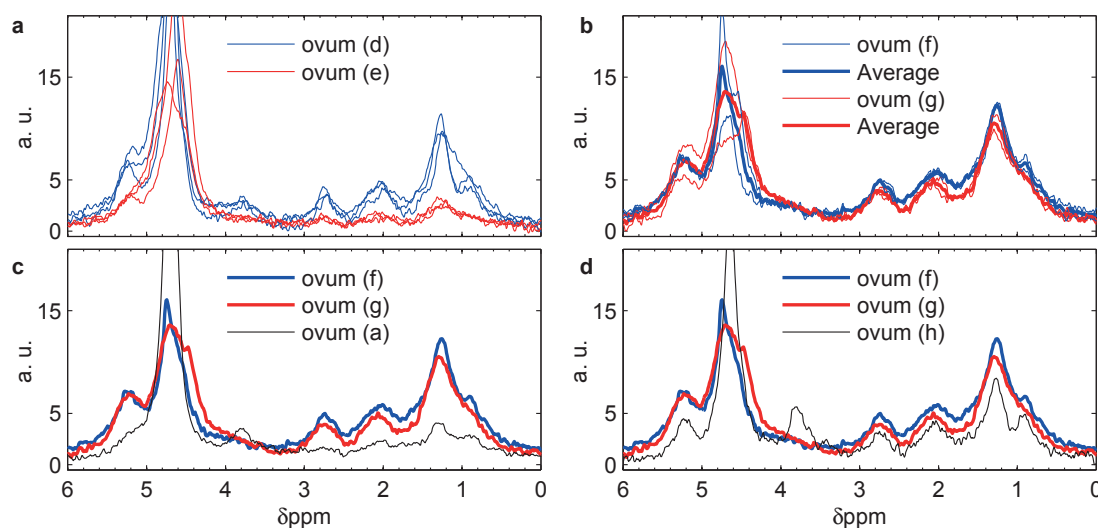 a
ovum (d)
ovum (e)
15
5
0
a. u.
b
ovum (f)
Average
ovum (g)
Average
15
5
0
a. u.
c
ovum (f)
ovum (g)
ovum (a)
15
5
0
a. u.
6 5 4 3 2 1 0
δppm
d
ovum (f)
ovum (g)
ovum (h)
15
5
0
a. u.
6 5 4 3 2 1 0
δppm